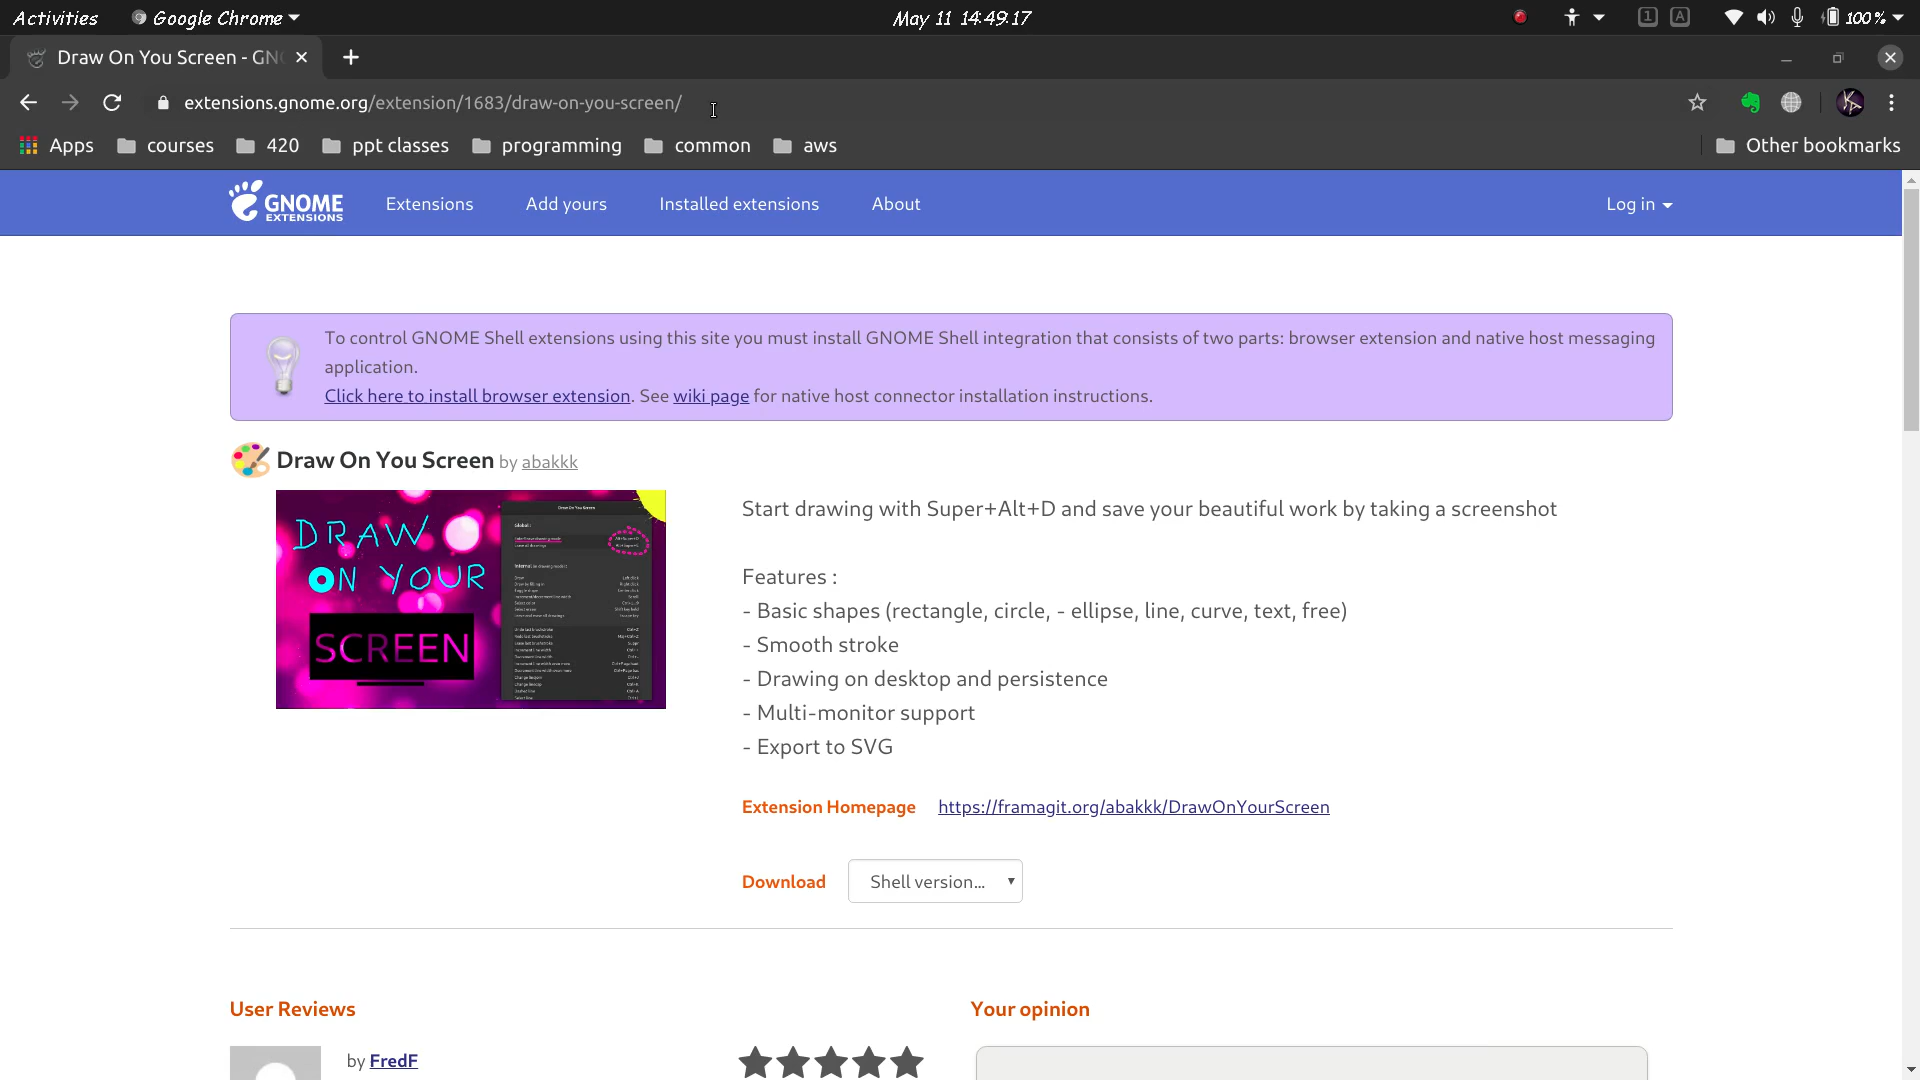 Activities Google Chrome May 11 14:49:17 1 A 100 %
Draw On You Screen - GN
extensions.gnome.org/extension/1683/draw-on-you-screen/
Apps courses 420 ppt classes programming common aws Other bookmarks
GNOME EXTENSIONS Extensions Add yours Installed extensions About Log in
To control GNOME Shell extensions using this site you must install GNOME Shell integration that consists of two parts: browser extension and native host messaging
application.
Click here to install browser extension. See wiki page for native host connector installation instructions.
Draw On You Screen by abakkk
DRAW
ON YOUR
SCREEN
Start drawing with Super+Alt+D and save your beautiful work by taking a screenshot
Features :
- Basic shapes (rectangle, circle, - ellipse, line, curve, text, free)
- Smooth stroke
- Drawing on desktop and persistence
- Multi-monitor support
- Export to SVG
Extension Homepage https://framagit.org/abakkk/DrawOnYourScreen
Download Shell version...
User Reviews
by FredF
Your opinion